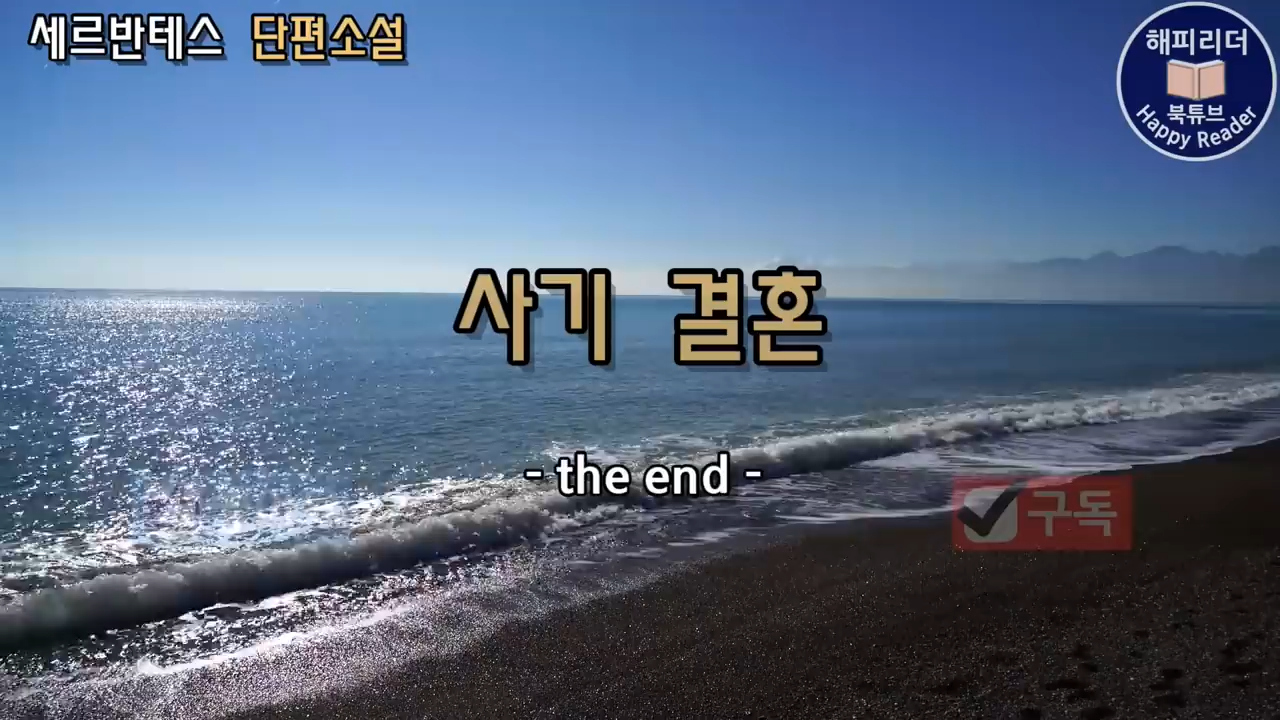 세르반테스 단편소설
해피리더
북튜브
Happy Reader
사기 결혼
- the end -
구독